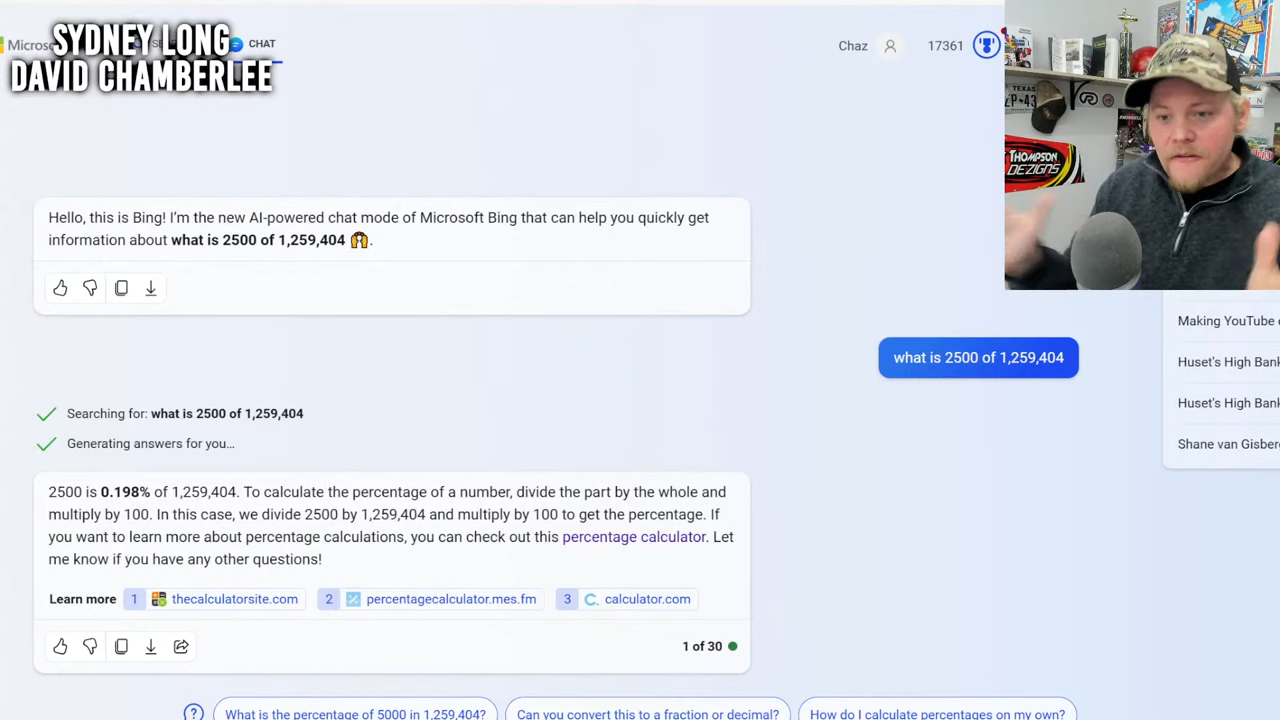 SYDNEY LONG
DAVID CHAMBERLEE
CHAT
Chaz
17361
TEXAS
THOMPSON
DEZIGNS
Hello, this is Bing! I'm the new AI-powered chat mode of Microsoft Bing that can help you quickly get
information about what is 2500 of 1,259,404
what is 2500 of 1,259,404
Searching for: what is 2500 of 1,259,404
Generating answers for you...
2500 is 0.198% of 1,259,404. To calculate the percentage of a number, divide the part by the whole and
multiply by 100. In this case, we divide 2500 by 1,259,404 and multiply by 100 to get the percentage. If
you want to learn more about percentage calculations, you can check out this percentage calculator. Let
me know if you have any other questions!
Learn more 1 thecalculatorsite.com 2 percentagecalculator.mes.fm 3 calculator.com
1 of 30
What is the percentage of 5000 in 1,259,404?
Can you convert this to a fraction or decimal?
How do I calculate percentages on my own?
Making YouTube
Huset's High Bank
Huset's High Bank
Shane van Gisberg